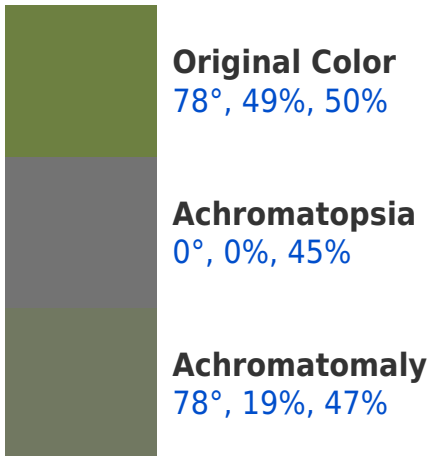 Original Color
78°, 49%, 50%
Achromatopsia
0°, 0%, 45%
Achromatomaly
78°, 19%, 47%